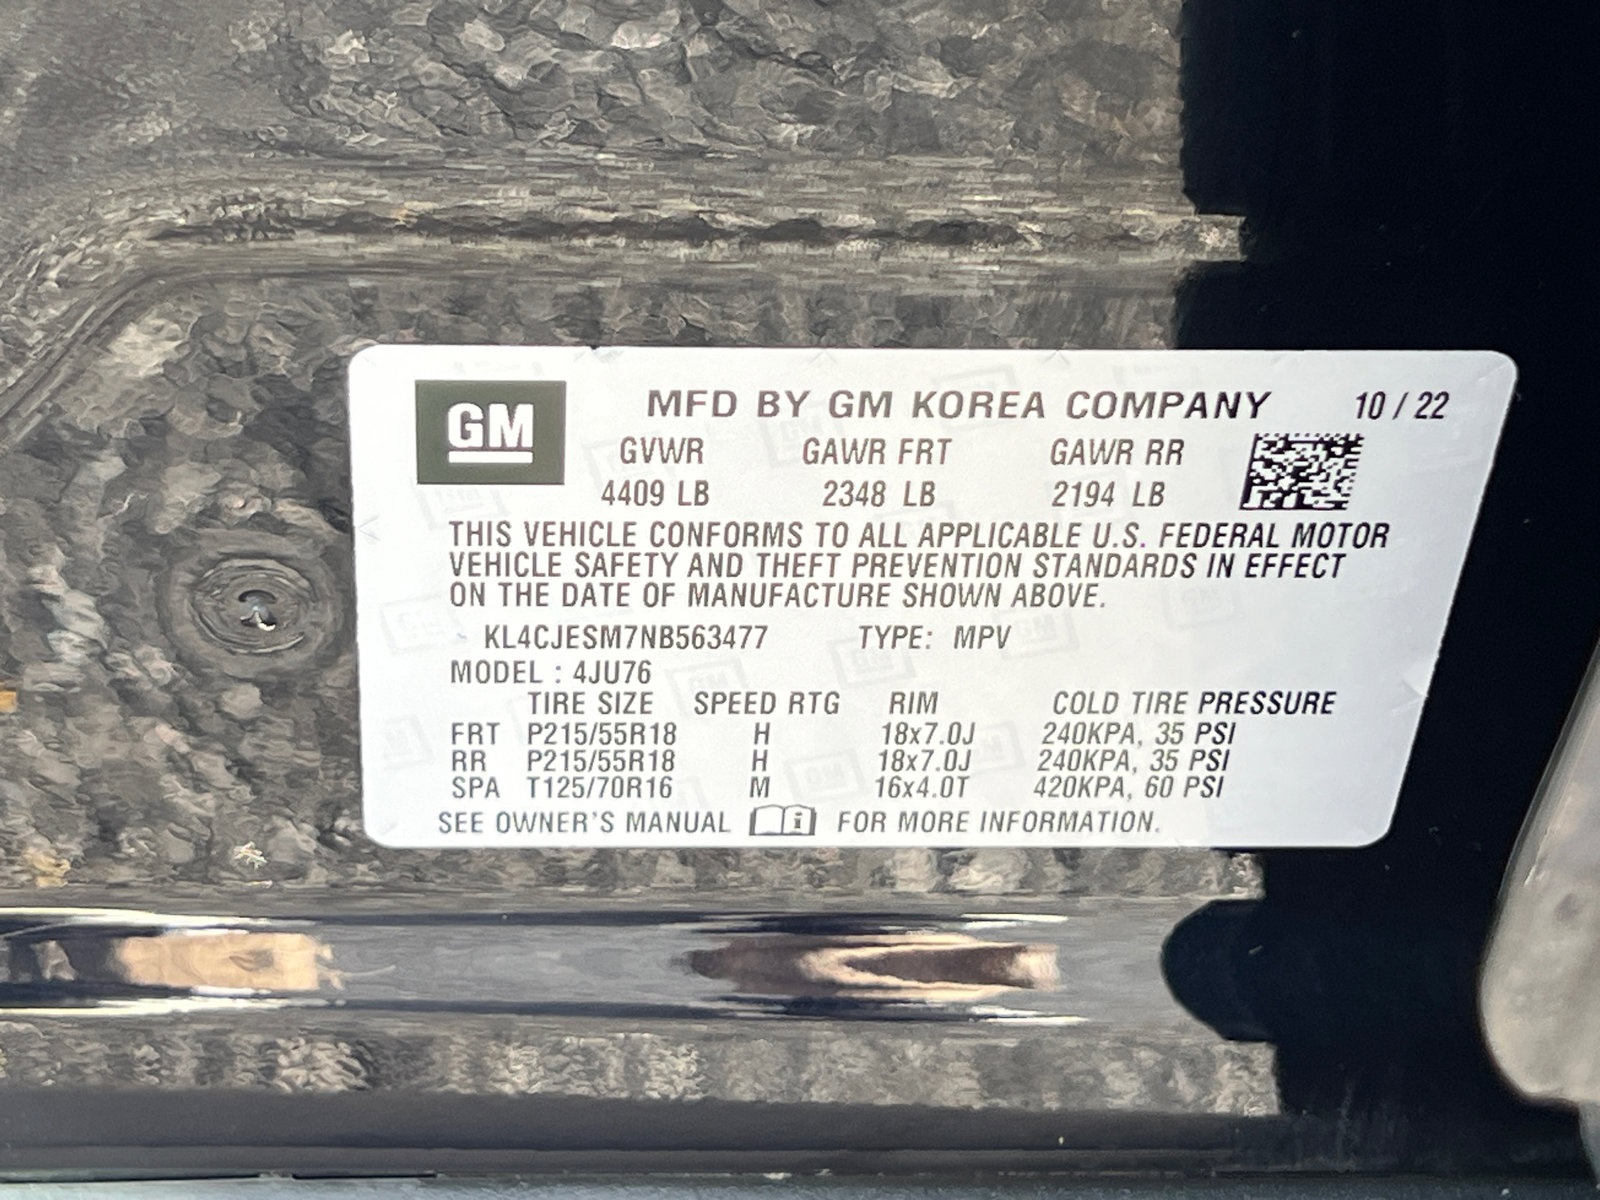 GM
MFD BY GM KOREA COMPANY 10 / 22
GVWR GAWR FRT GAWR RR
4409 LB 2348 LB 2194 LB
THIS VEHICLE CONFORMS TO ALL APPLICABLE U.S. FEDERAL MOTOR
VEHICLE SAFETY AND THEFT PREVENTION STANDARDS IN EFFECT
ON THE DATE OF MANUFACTURE SHOWN ABOVE.
KL4CJESM7NB563477 TYPE: MPV
MODEL : 4JU76
TIRE SIZE SPEED RTG RIM COLD TIRE PRESSURE
FRT P215/55R18 H 18x7.0J 240KPA, 35 PSI
RR P215/55R18 H 18x7.0J 240KPA, 35 PSI
SPA T125/70R16 M 16x4.0T 420KPA, 60 PSI
SEE OWNER'S MANUAL i FOR MORE INFORMATION.